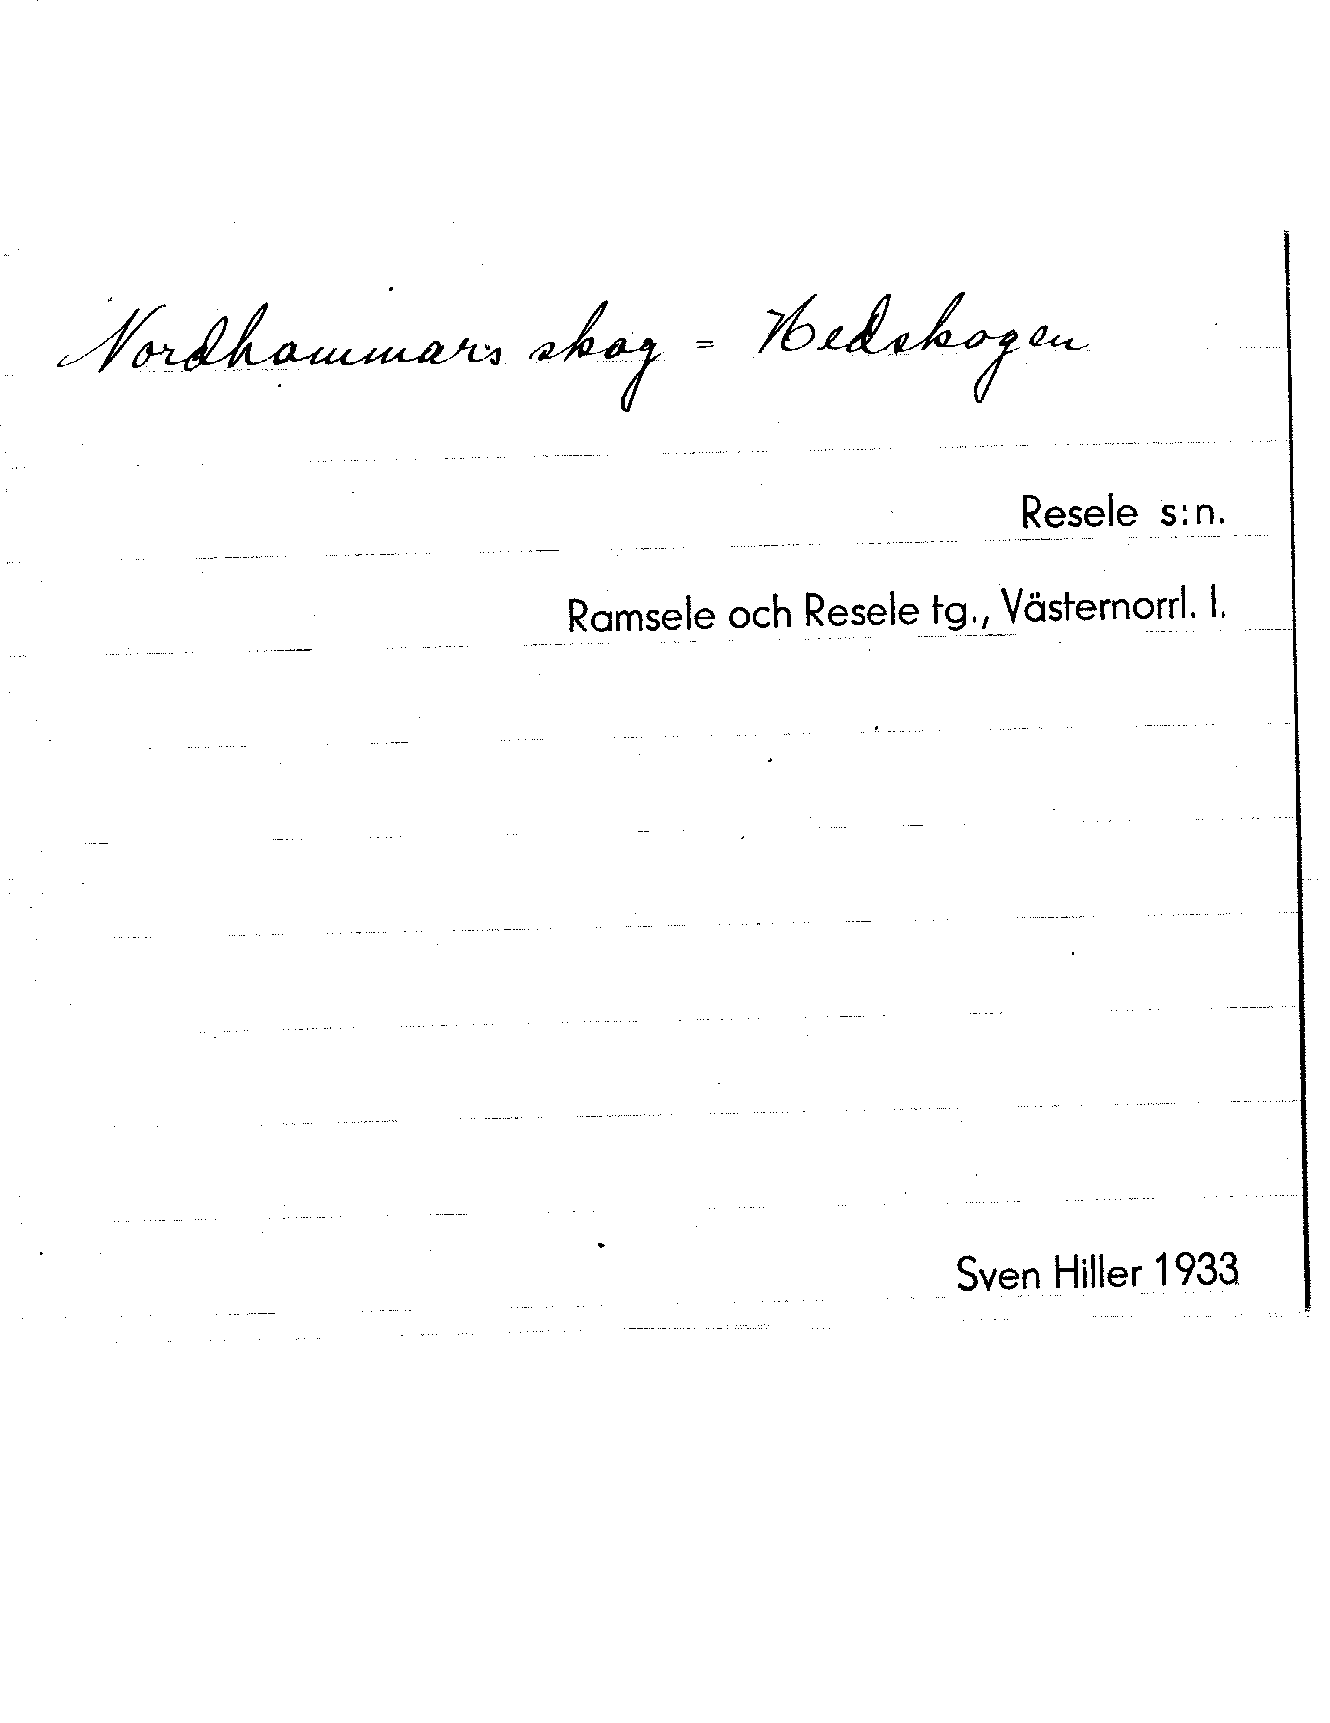 Nordhammars skog = Hedskogen
Resele s:n.
Ramsele och Resele tg., Västernorrl. l.
Sven Hiller 1933